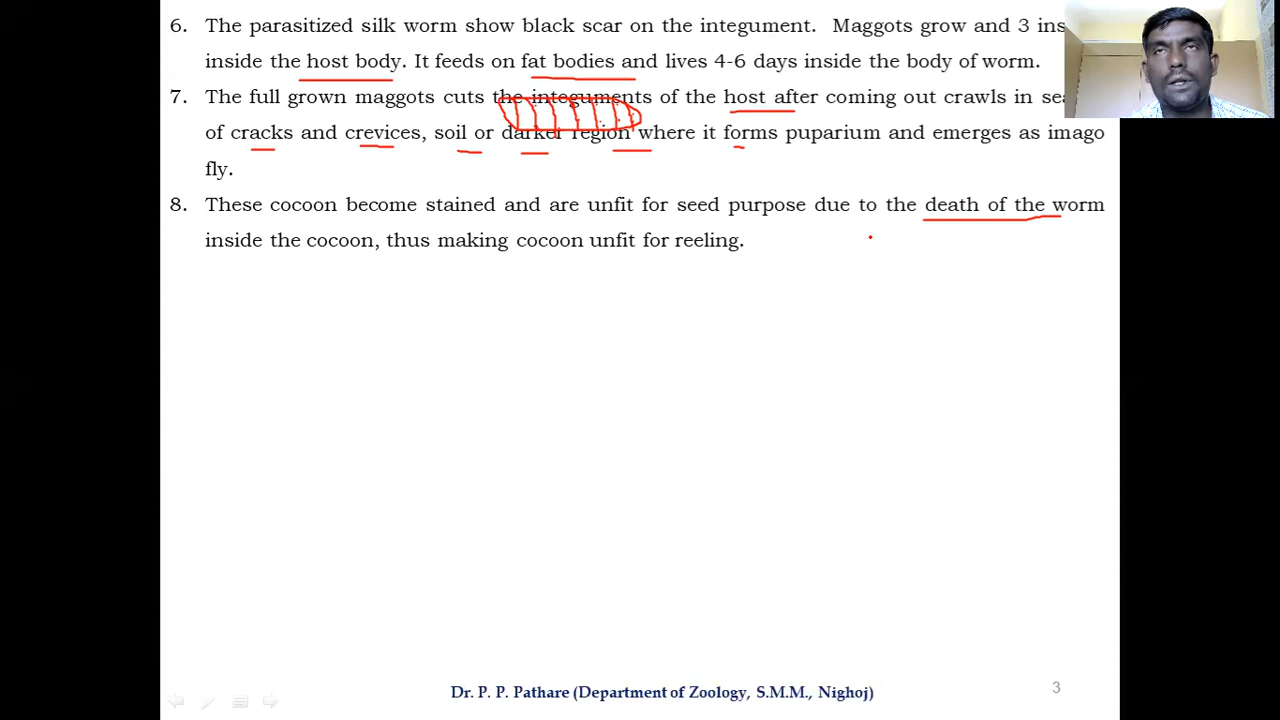 6. The parasitized silk worm show black scar on the integument. Maggots grow and 3
inside the host body. It feeds on fat bodies and lives 4-6 days inside the body of worm.
7. The full grown maggots cuts the integuments of the host after coming out crawls in
of cracks and crevices, soil or darker region where it forms puparium and emerges as imago
fly.
8. These cocoon become stained and are unfit for seed purpose due to the death of the worm
inside the cocoon, thus making cocoon unfit for reeling.
Dr. P. P. Pathare (Department of Zoology, S.M.M., Nighoj)
3